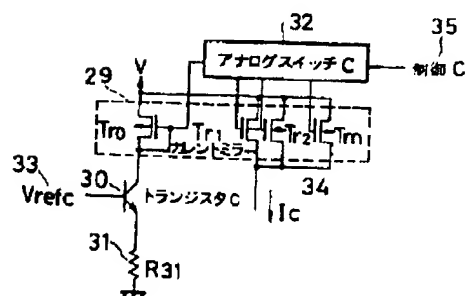 32
アナログスイッチ C
35
制御 C
29
V
Tr0
Tr1
Tr2
Trn
カレントミラ
33
Vrefc
30
トランジスタ C
34
Ic
31
R31